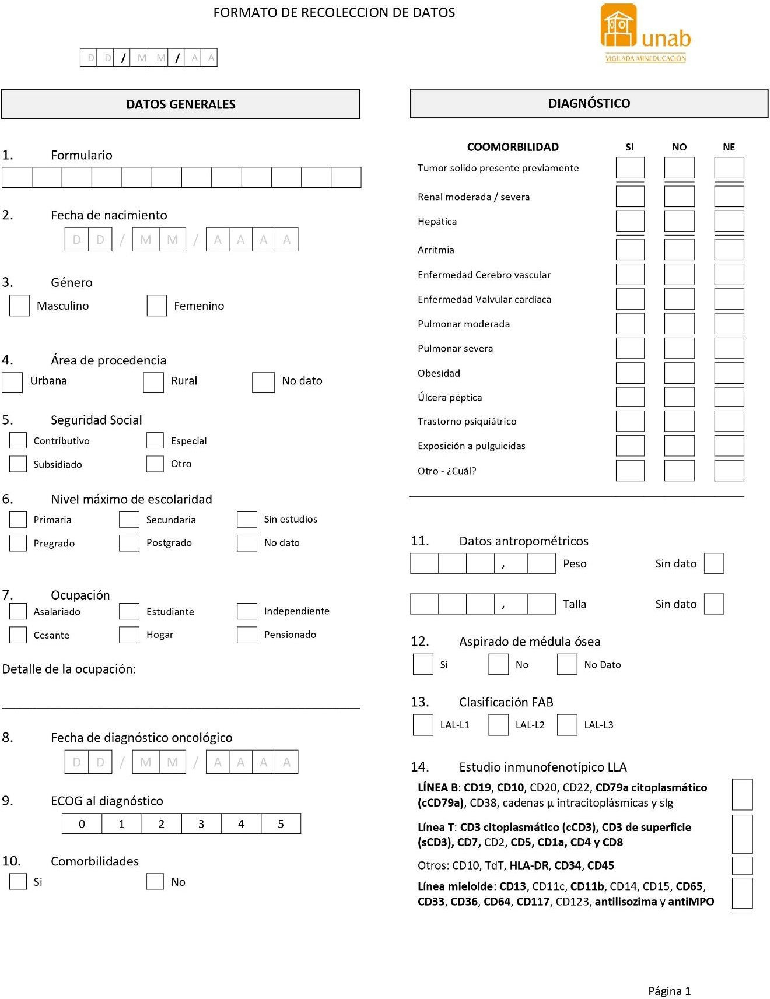 FORMATO DE RECOLECCION DE DATOS
unab
VIGILADA MINEDUCACIÓN
D D / M M / A A
DATOS GENERALES
1. Formulario
2. Fecha de nacimiento
D D / M M / A A A A
3. Género
Masculino Femenino
4. Área de procedencia
Urbana Rural No dato
5. Seguridad Social
Contributivo Especial
Subsidiado Otro
6. Nivel máximo de escolaridad
Primaria Secundaria Sin estudios
Pregrado Postgrado No dato
7. Ocupación
Asalariado Estudiante Independiente
Cesante Hogar Pensionado
Detalle de la ocupación:
8. Fecha de diagnóstico oncológico
D D / M M / A A A A
9. ECOG al diagnóstico
0 1 2 3 4 5
10. Comorbilidades
Si No
DIAGNÓSTICO
COOMORBILIDAD SI NO NE
Tumor solido presente previamente
Renal moderada / severa
Hepática
Arritmia
Enfermedad Cerebro vascular
Enfermedad Valvular cardiaca
Pulmonar moderada
Pulmonar severa
Obesidad
Úlcera péptica
Trastorno psiquiátrico
Exposición a pulguicidas
Otro - ¿Cuál?
11. Datos antropométricos
, Peso Sin dato
, Talla Sin dato
12. Aspirado de médula ósea
Si No No Dato
13. Clasificación FAB
LAL-L1 LAL-L2 LAL-L3
14. Estudio inmunofenotípico LLA
LÍNEA B: CD19, CD10, CD20, CD22, CD79a citoplasmático
(cCD79a), CD38, cadenas µ intracitoplásmicas y sIg
Línea T: CD3 citoplasmático (cCD3), CD3 de superficie
(sCD3), CD7, CD2, CD5, CD1a, CD4 y CD8
Otros: CD10, TdT, HLA-DR, CD34, CD45
Línea mieloide: CD13, CD11c, CD11b, CD14, CD15, CD65,
CD33, CD36, CD64, CD117, CD123, antilisozima y antiMPO
Página 1